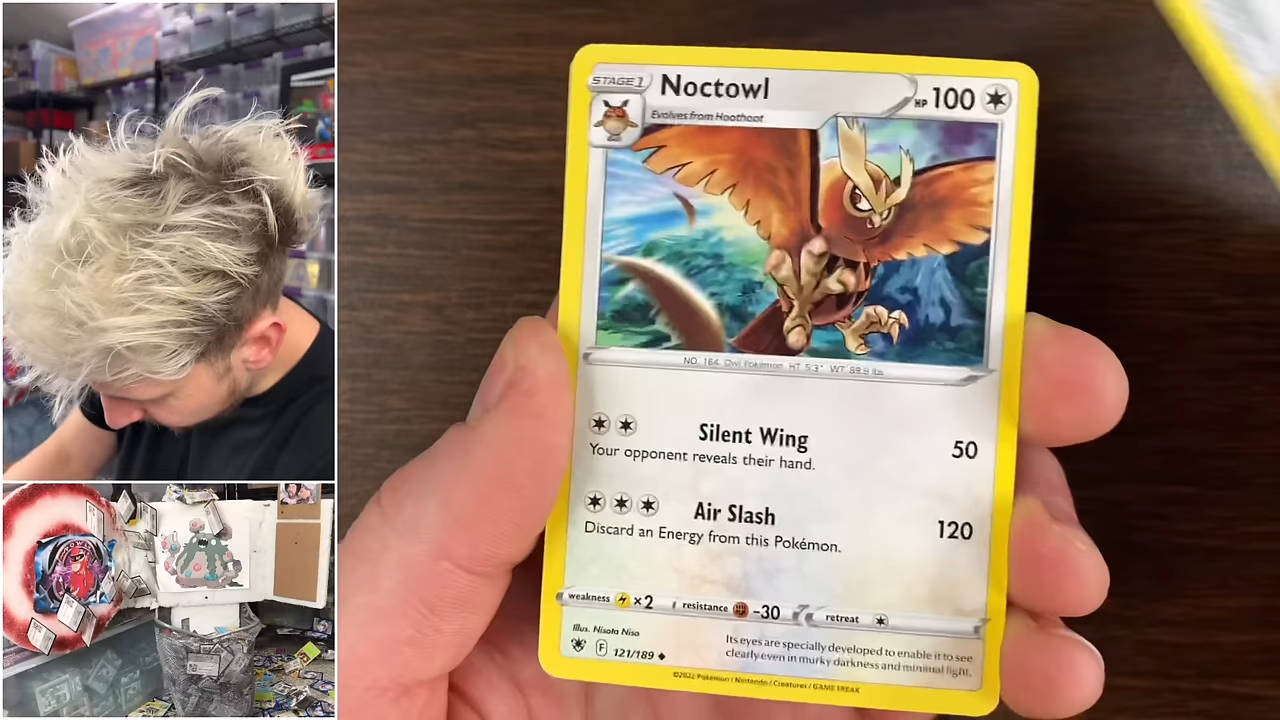 STAGE 1
Noctowl
HP 100
Evolves from Hoothoot
NO. 164 Owl Pokémon HT 5'3" WT 89.9 lbs
Silent Wing 50
Your opponent reveals their hand.
Air Slash 120
Discard an Energy from this Pokémon.
weakness ×2 resistance -30 retreat
Illus. Nisota Niso
F 121/189
Its eyes are specially developed to enable it to see
clearly even in murky darkness and minimal light.
©2022 Pokémon / Nintendo / Creatures / GAME FREAK